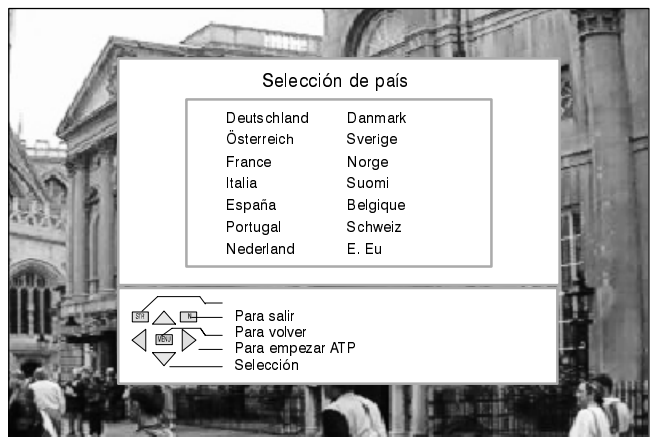 Selección de país
Deutschland Danmark
Österreich Sverige
France Norge
Italia Suomi
España Belgique
Portugal Schweiz
Nederland E. Eu
STR N
Para salir
MENU
Para volver
Para empezar ATP
Selección